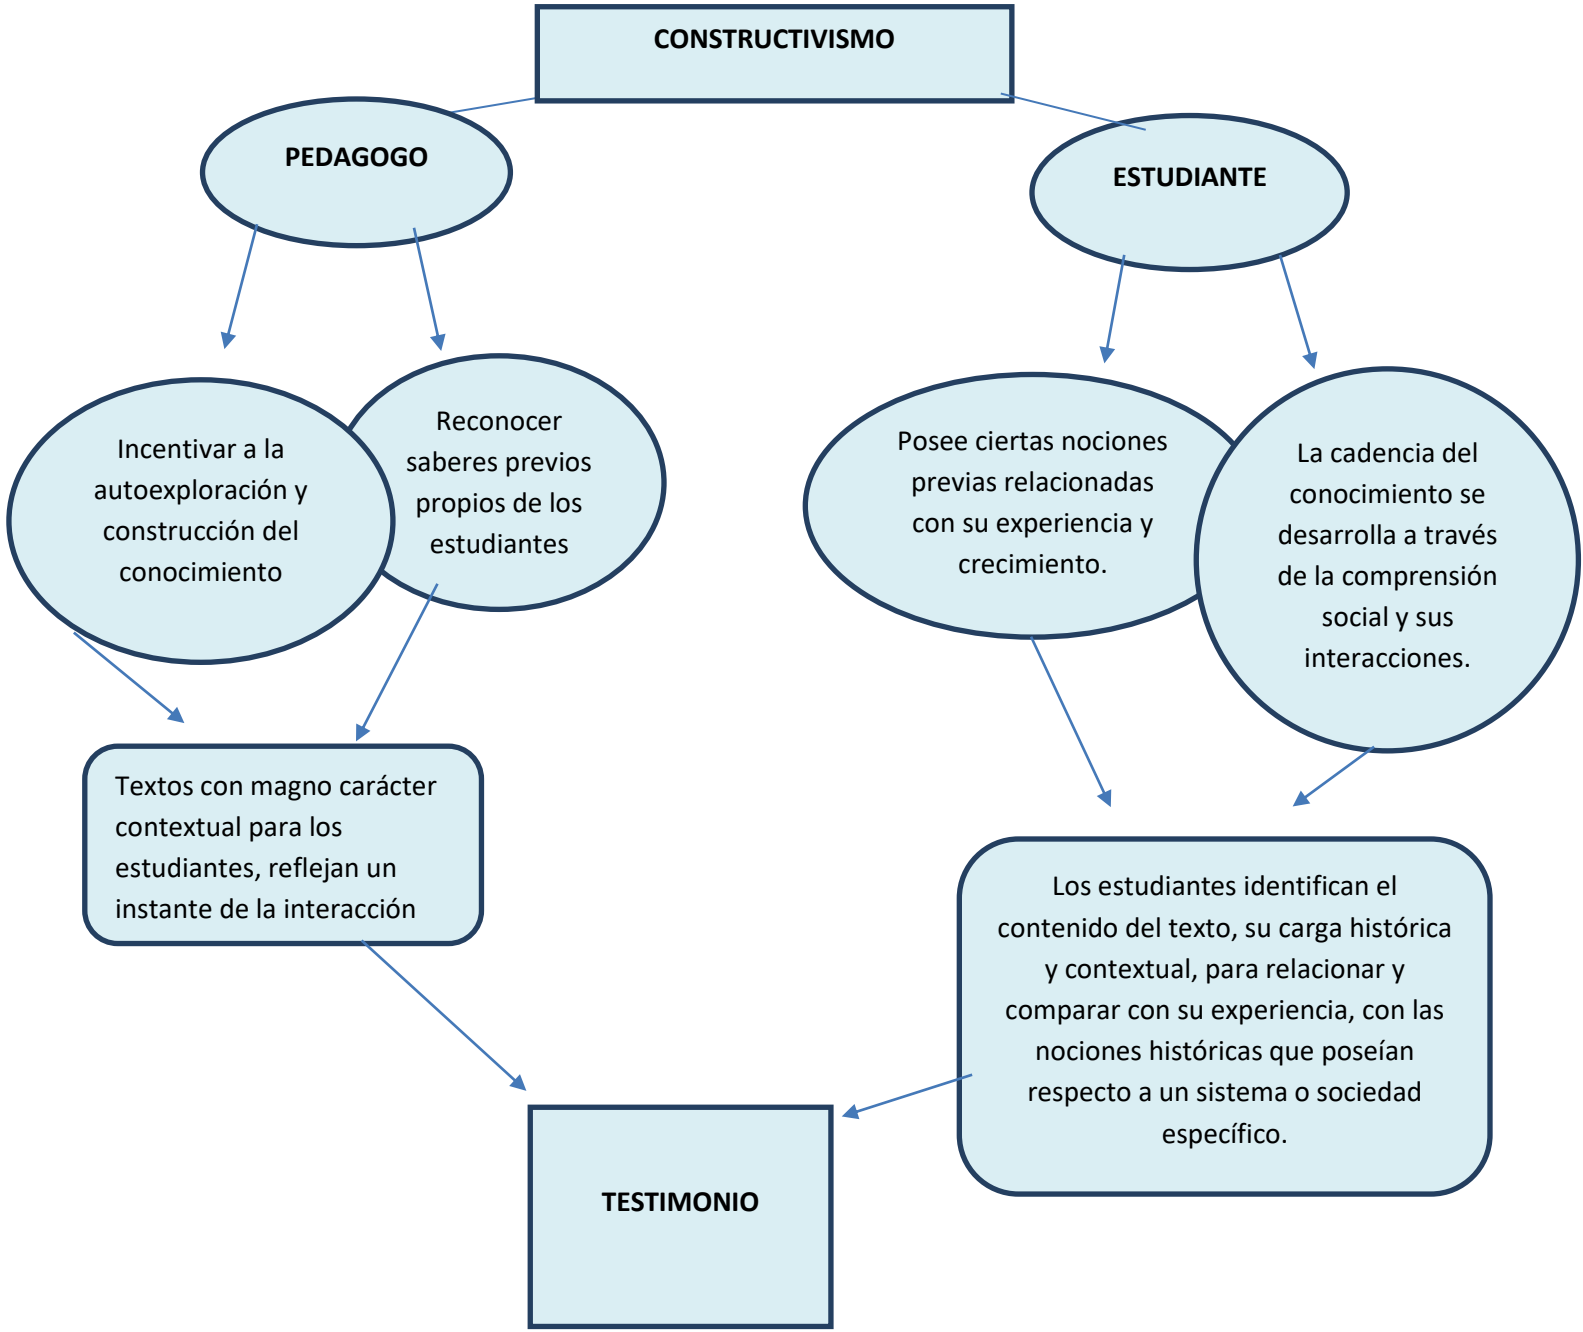 CONSTRUCTIVISMO
PEDAGOGO
ESTUDIANTE
Incentivar a la
autoexploración y
construcción del
conocimiento
Reconocer
saberes previos
propios de los
estudiantes
Posee ciertas nociones
previas relacionadas
con su experiencia y
crecimiento.
La cadencia del
conocimiento se
desarrolla a través
de la comprensión
social y sus
interacciones.
Textos con magno carácter
contextual para los
estudiantes, reflejan un
instante de la interacción
Los estudiantes identifican el
contenido del texto, su carga histórica
y contextual, para relacionar y
comparar con su experiencia, con las
nociones históricas que poseían
respecto a un sistema o sociedad
específico.
TESTIMONIO